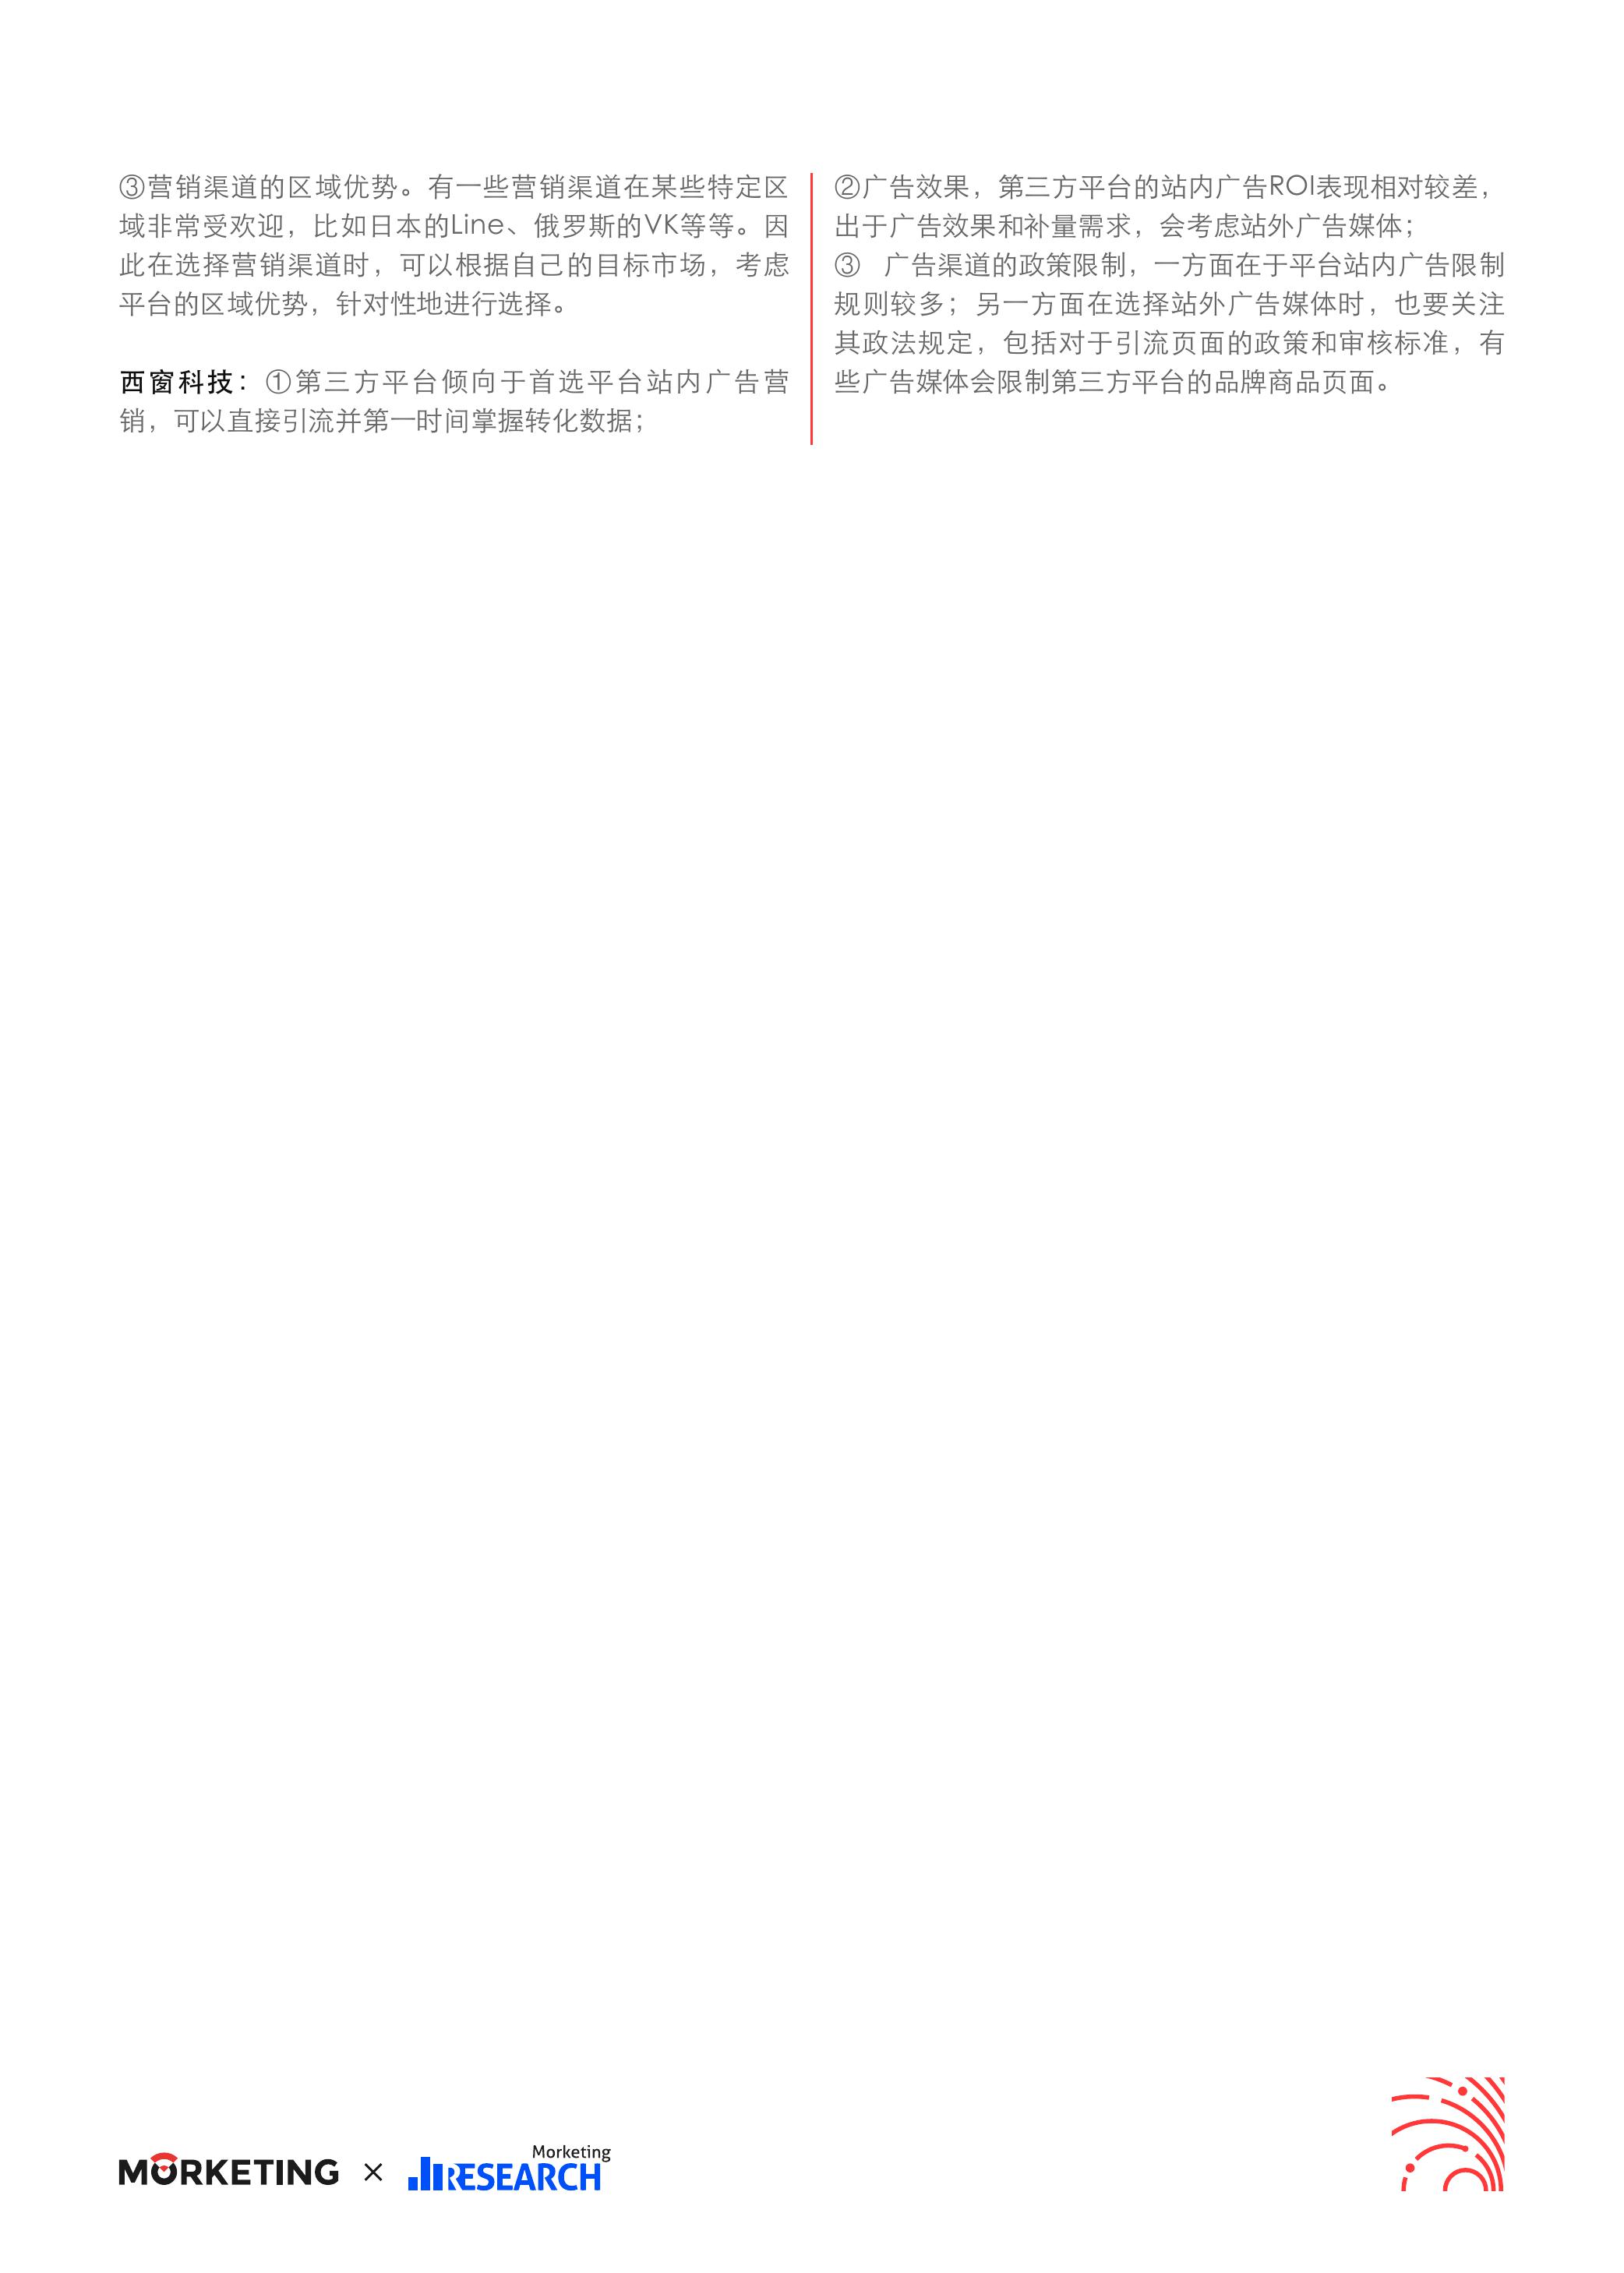 ③营销渠道的区域优势。有一些营销渠道在某些特定区
域非常受欢迎，比如日本的Line、俄罗斯的VK等等。因
此在选择营销渠道时，可以根据自己的目标市场，考虑
平台的区域优势，针对性地进行选择。
西窗科技：①第三方平台倾向于首选平台站内广告营
销，可以直接引流并第一时间掌握转化数据；
②广告效果，第三方平台的站内广告ROI表现相对较差，
出于广告效果和补量需求，会考虑站外广告媒体；
③ 广告渠道的政策限制，一方面在于平台站内广告限制
规则较多；另一方面在选择站外广告媒体时，也要关注
其政法规定，包括对于引流页面的政策和审核标准，有
些广告媒体会限制第三方平台的品牌商品页面。
MORKETING × Morketing RESEARCH